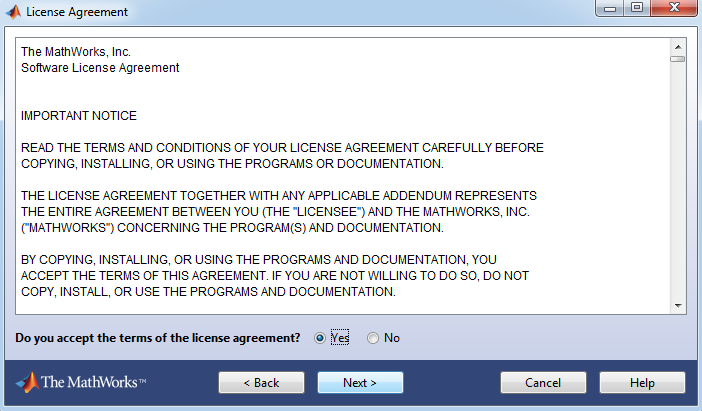 License Agreement
The MathWorks, Inc.
Software License Agreement
IMPORTANT NOTICE
READ THE TERMS AND CONDITIONS OF YOUR LICENSE AGREEMENT CAREFULLY BEFORE
COPYING, INSTALLING, OR USING THE PROGRAMS OR DOCUMENTATION.
THE LICENSE AGREEMENT TOGETHER WITH ANY APPLICABLE ADDENDUM REPRESENTS
THE ENTIRE AGREEMENT BETWEEN YOU (THE "LICENSEE") AND THE MATHWORKS, INC.
("MATHWORKS") CONCERNING THE PROGRAM(S) AND DOCUMENTATION.
BY COPYING, INSTALLING, OR USING THE PROGRAMS AND DOCUMENTATION, YOU
ACCEPT THE TERMS OF THIS AGREEMENT. IF YOU ARE NOT WILLING TO DO SO, DO NOT
COPY, INSTALL, OR USE THE PROGRAMS AND DOCUMENTATION.
Do you accept the terms of the license agreement? Yes No
The MathWorks™ < Back Next > Cancel Help